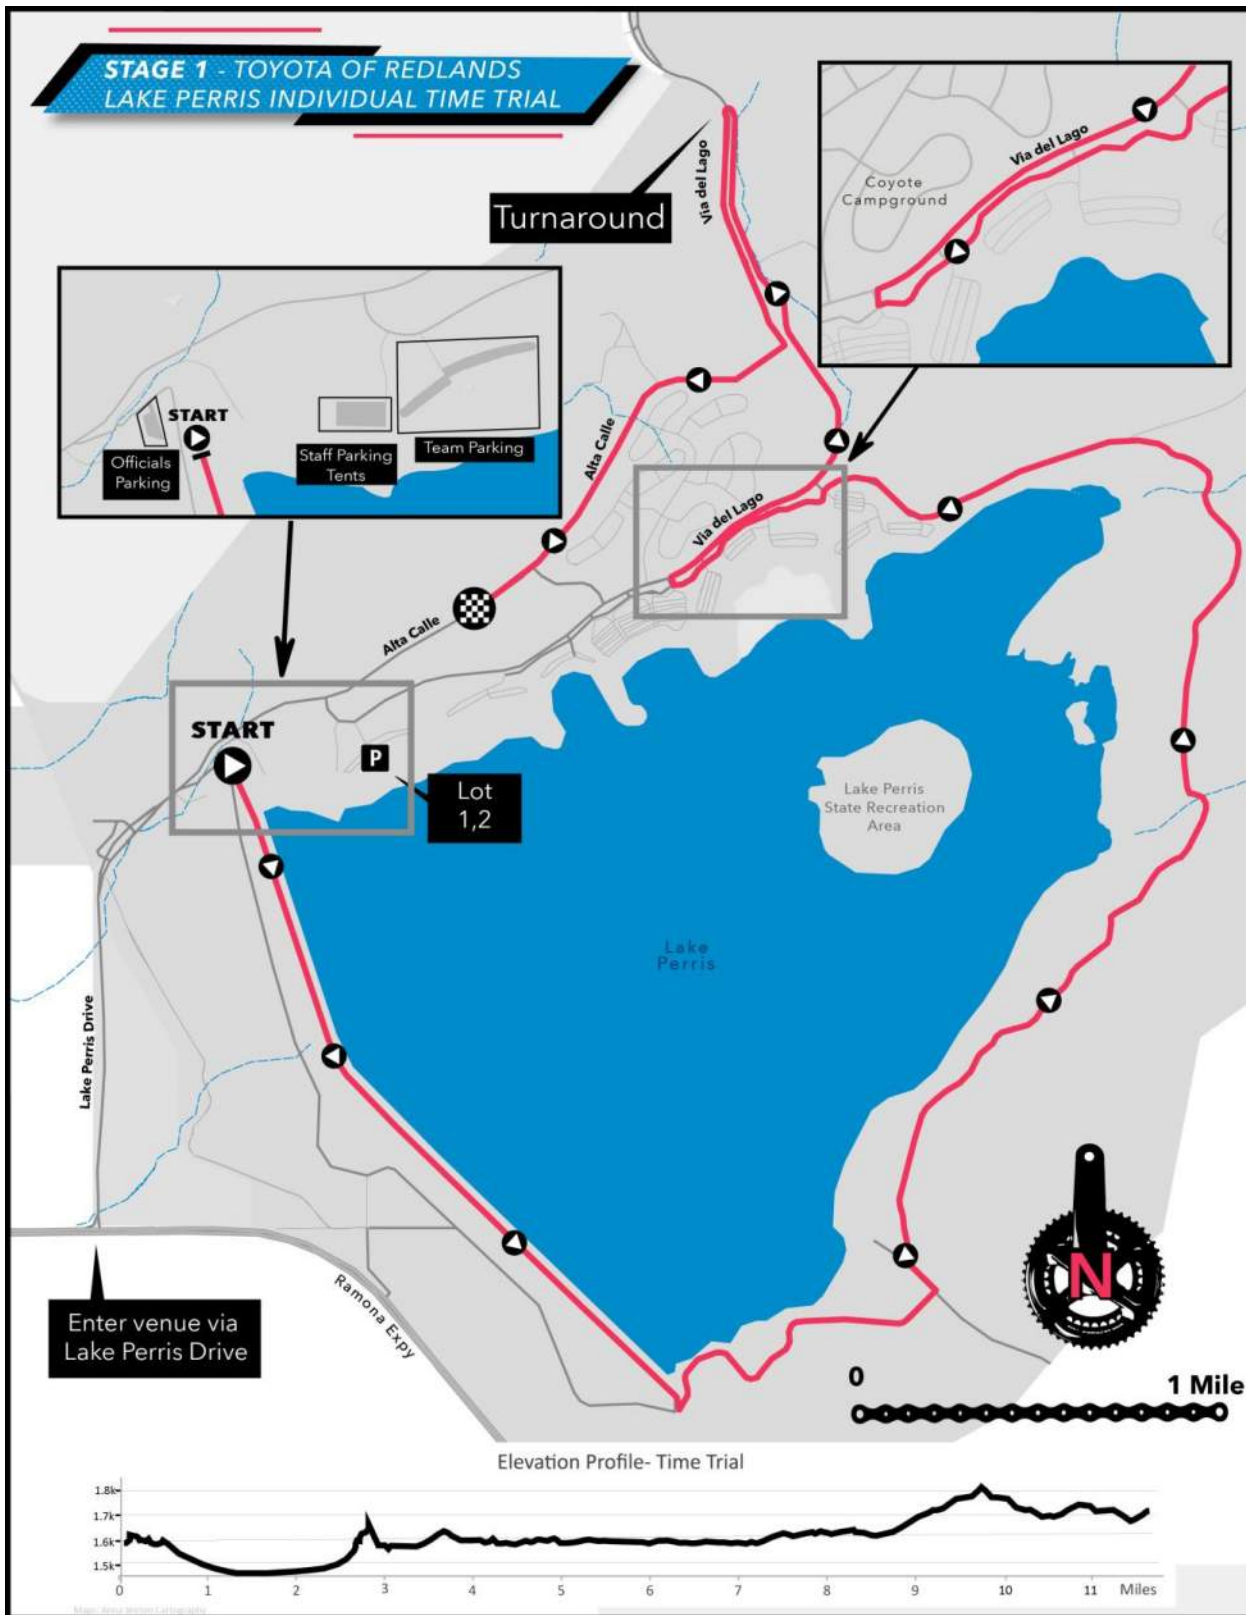 STAGE 1 - TOYOTA OF REDLANDS
LAKE PERRIS INDIVIDUAL TIME TRIAL
Turnaround
Via del Lago
Via del Lago
Coyote
Campground
START
Officials
Parking
Staff Parking
Tents
Team Parking
Alta Calle
Via del Lago
Alta Calle
START
P
Lot
1,2
Lake Perris
State Recreation
Area
Lake
Perris
Lake Perris Drive
Ramona Expy
Enter venue via
Lake Perris Drive
N
0
1 Mile
Elevation Profile- Time Trial
1.8k
1.7k
1.6k
1.5k
0 1 2 3 4 5 6 7 8 9 10 11 Miles